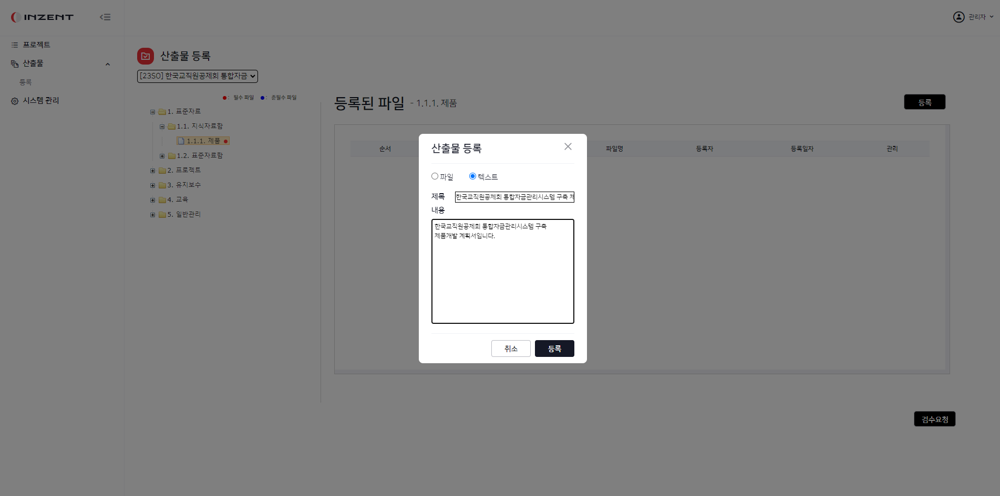 INZENT
관리자
프로젝트
산출물
등록
시스템 관리
산출물 등록
[23S0] 한국교직원공제회 통합자금
● : 필수 파일 ● : 준필수 파일
1. 표준자료
1.1. 지식자료함
1.1.1. 제품
1.2. 표준자료함
2. 프로젝트
3. 유지보수
4. 교육
5. 일반관리
등록된 파일 - 1.1.1. 제품
등록
순서 파일명 등록자 등록일자 관리
산출물 등록
파일 텍스트
제목 한국교직원공제회 통합자금관리시스템 구축 제
내용
한국교직원공제회 통합자금관리시스템 구축
제품개발 계획서입니다.
취소 등록
검수요청